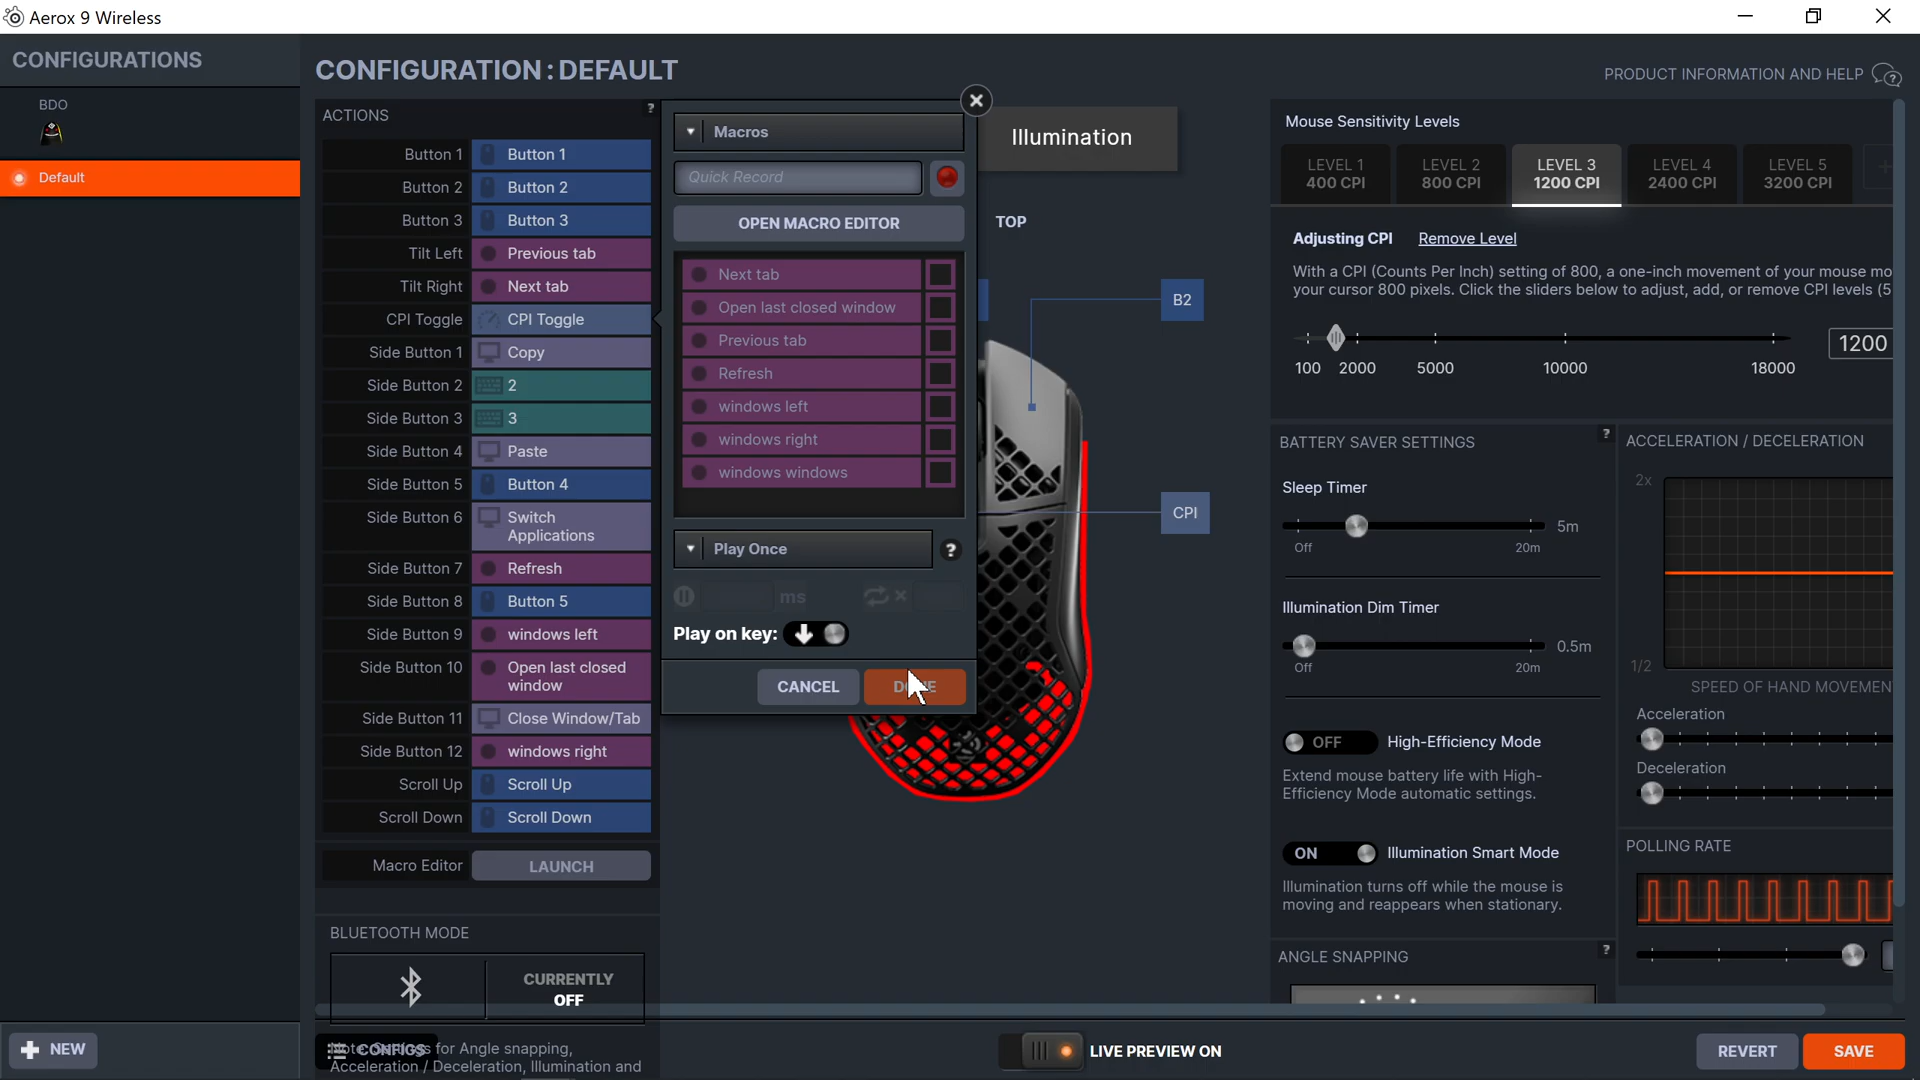 Aerox 9 Wireless
CONFIGURATIONS
BDO
Default
NEW
CONFIGURATION : DEFAULT
PRODUCT INFORMATION AND HELP
ACTIONS
?
Button 1 Button 1
Button 2 Button 2
Button 3 Button 3
Tilt Left Previous tab
Tilt Right Next tab
CPI Toggle CPI Toggle
Side Button 1 Copy
Side Button 2 2
Side Button 3 3
Side Button 4 Paste
Side Button 5 Button 4
Side Button 6 Switch
Applications
Side Button 7 Refresh
Side Button 8 Button 5
Side Button 9 windows left
Side Button 10 Open last closed
window
Side Button 11 Close Window/Tab
Side Button 12 windows right
Scroll Up Scroll Up
Scroll Down Scroll Down
Macro Editor LAUNCH
BLUETOOTH MODE
CURRENTLY
OFF
CONFIGS
for Angle snapping,
Acceleration / Deceleration, Illumination and
Macros
Quick Record
OPEN MACRO EDITOR
Next tab
Open last closed window
Previous tab
Refresh
windows left
windows right
windows windows
Play Once
?
ms
Play on key:
CANCEL
Illumination
TOP
B2
CPI
LIVE PREVIEW ON
Mouse Sensitivity Levels
LEVEL 1 LEVEL 2 LEVEL 3 LEVEL 4 LEVEL 5
400 CPI 800 CPI 1200 CPI 2400 CPI 3200 CPI
Adjusting CPI Remove Level
With a CPI (Counts Per Inch) setting of 800, a one-inch movement of your mouse mo
your cursor 800 pixels. Click the sliders below to adjust, add, or remove CPI levels (5
1200
100 2000 5000 10000 18000
BATTERY SAVER SETTINGS
?
Sleep Timer
5m
Off 20m
Illumination Dim Timer
0.5m
Off 20m
OFF High-Efficiency Mode
Extend mouse battery life with High-
Efficiency Mode automatic settings.
ON Illumination Smart Mode
Illumination turns off while the mouse is
moving and reappears when stationary.
ANGLE SNAPPING
?
ACCELERATION / DECELERATION
2x
1/2
SPEED OF HAND MOVEMEN
Acceleration
Deceleration
POLLING RATE
REVERT
SAVE